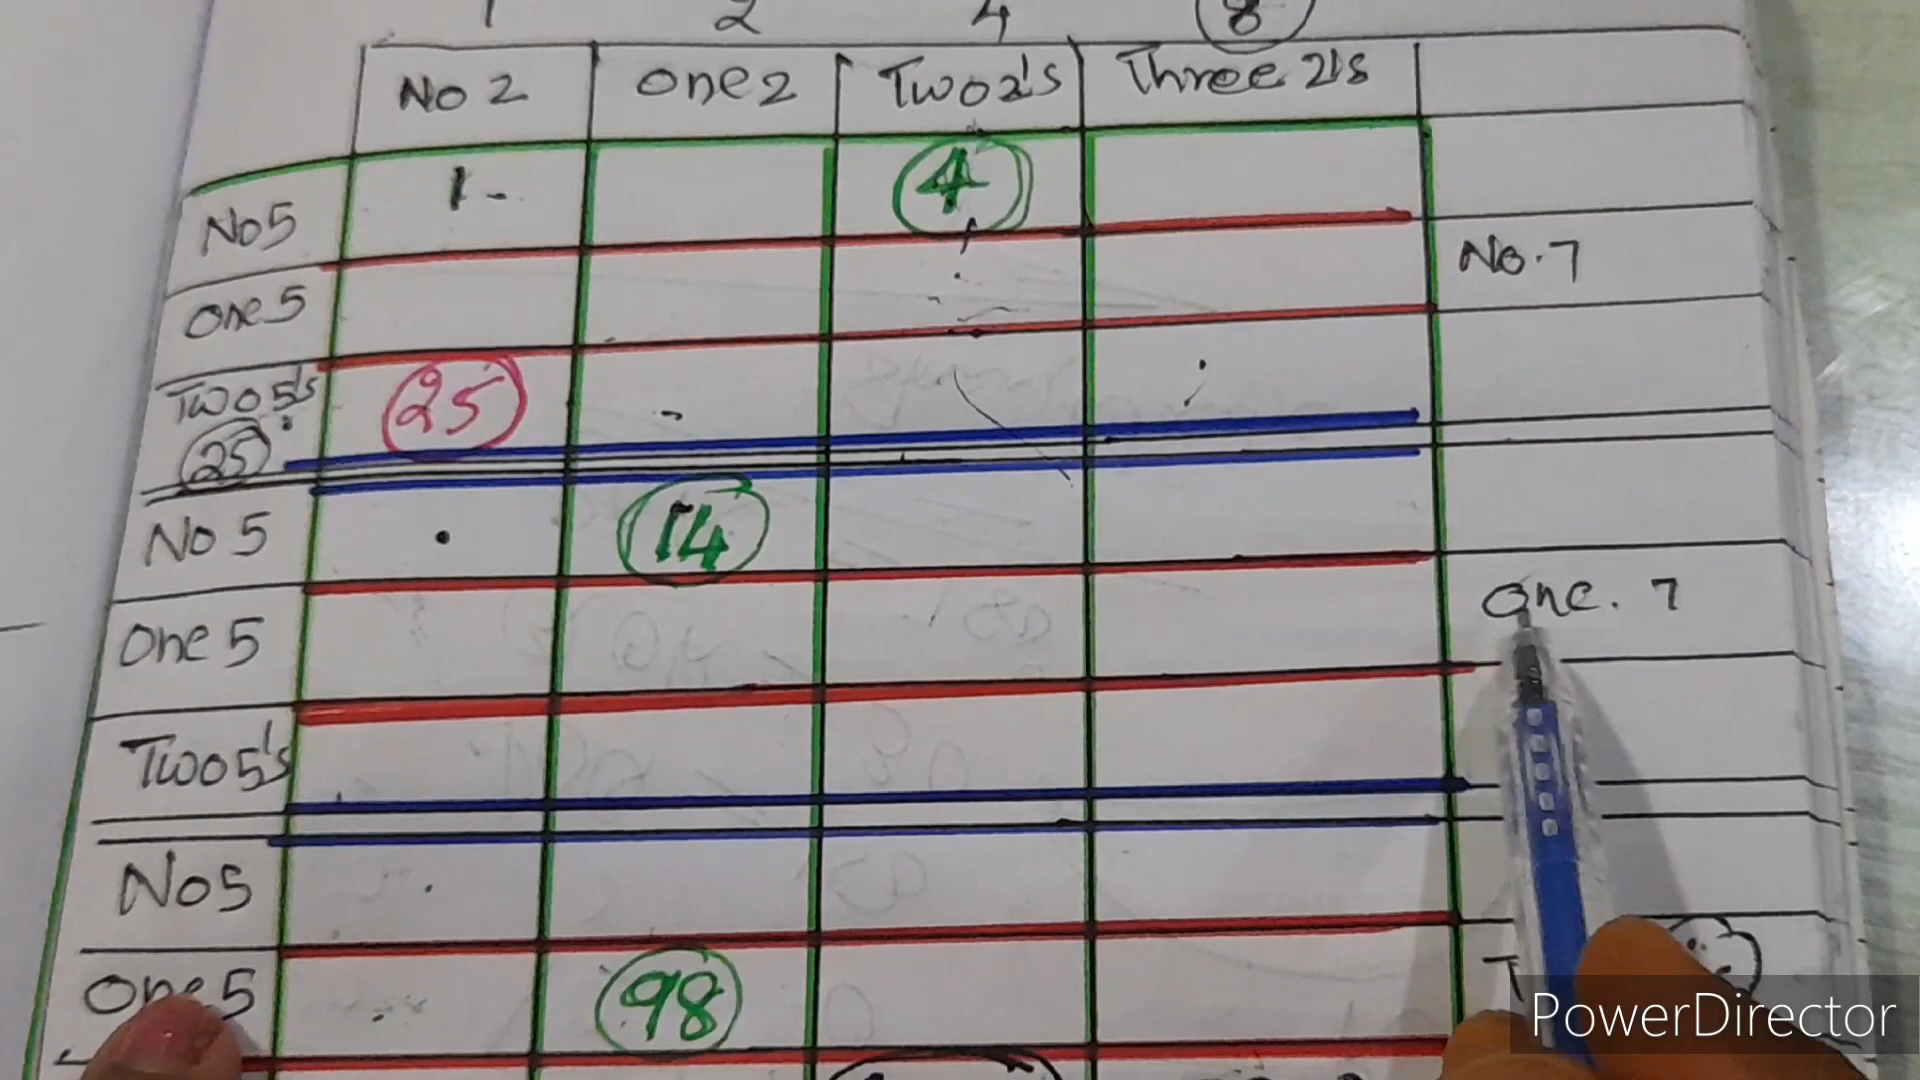 1 2 4 8
No 2 One 2 Two 2's Three 2's
No 5 1 4
One 5 No. 7
Two 5's 25
25
No 5 14
One 5 One. 7
Two 5's
No 5
One 5 98
PowerDirector